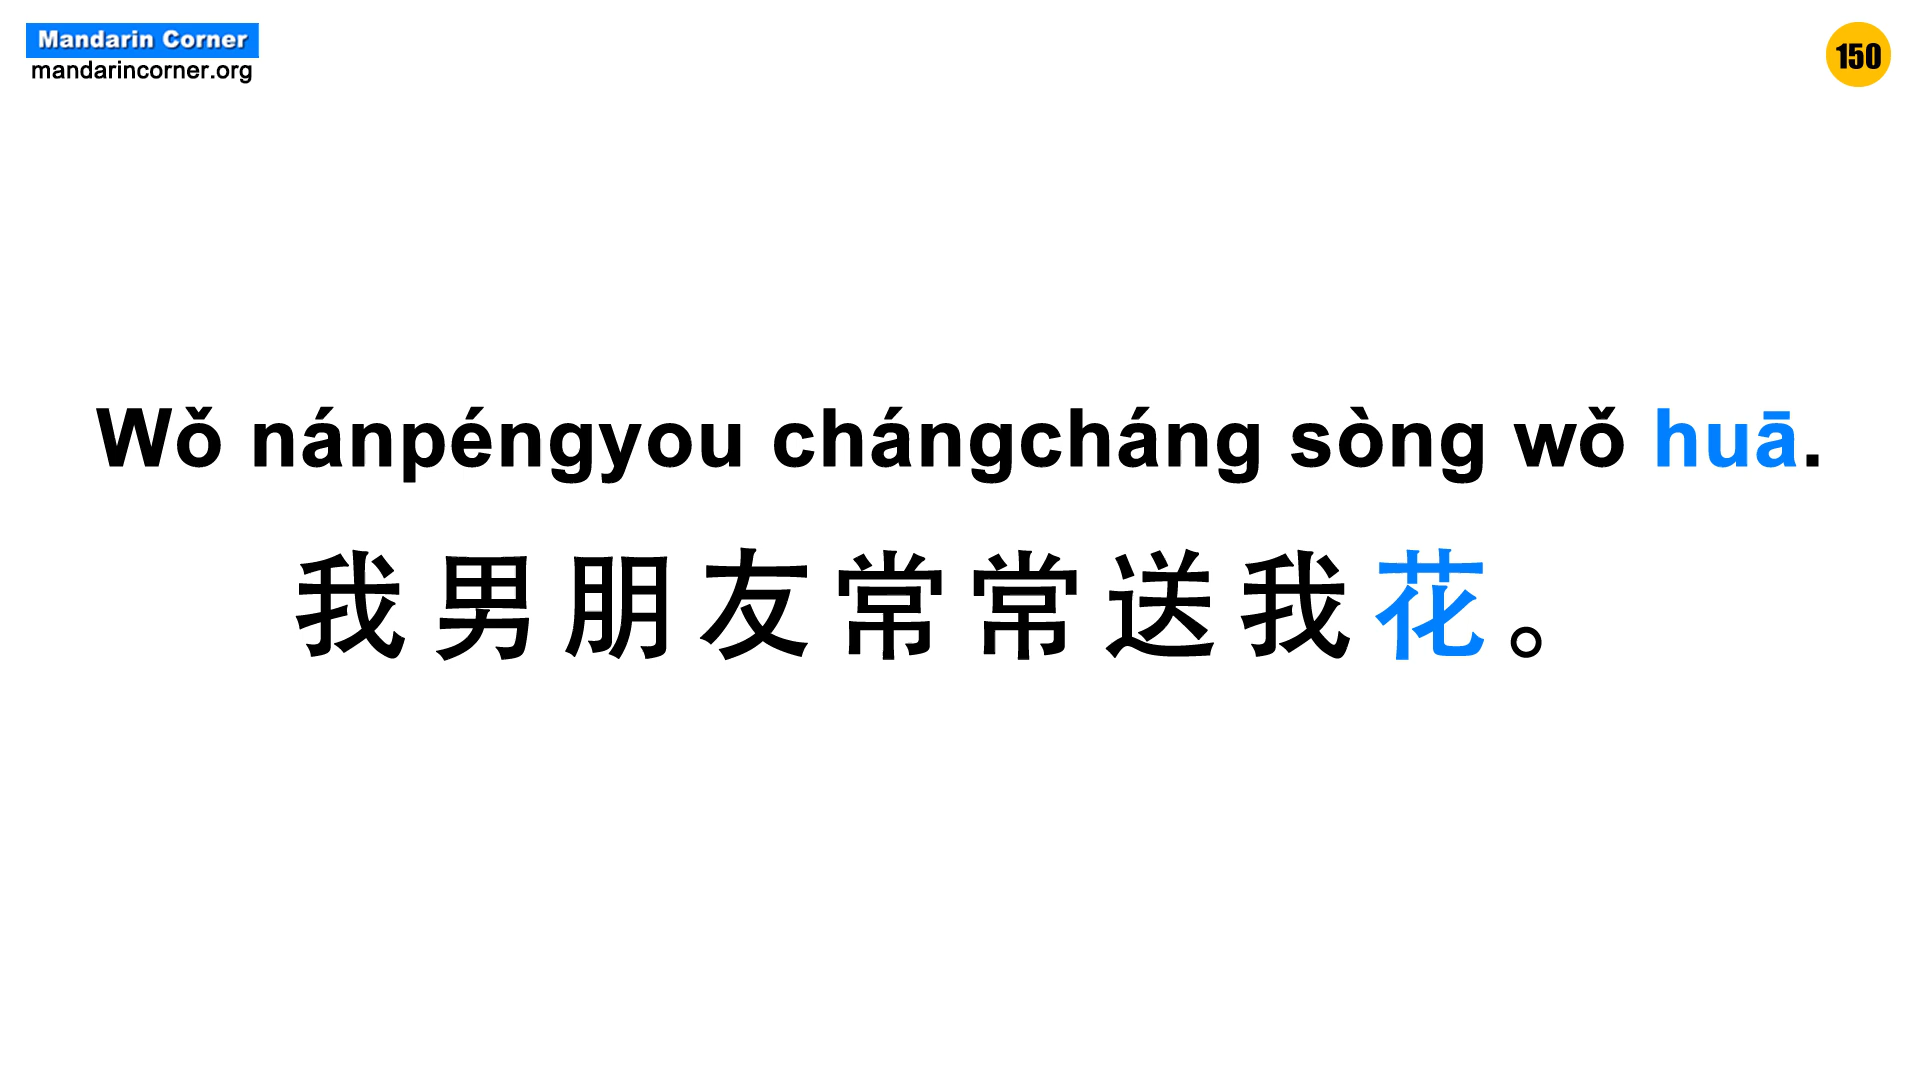 Mandarin Corner
mandarincorner.org
150
Wǒ nánpéngyou chángcháng sòng wǒ huā.
我男朋友常常送我花。